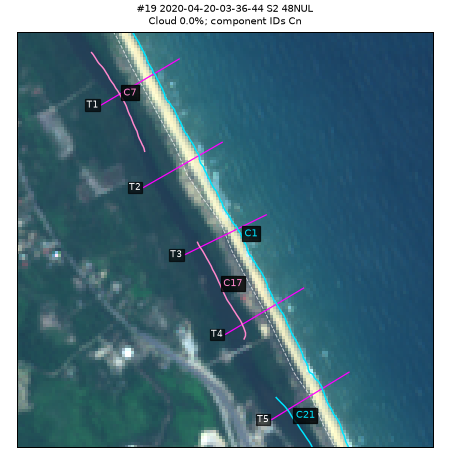 #19 2020-04-20-03-36-44 S2 48NUL
Cloud 0.0%; component IDs Cn
C7
T1
T2
C1
T3
C17
T4
C21
T5